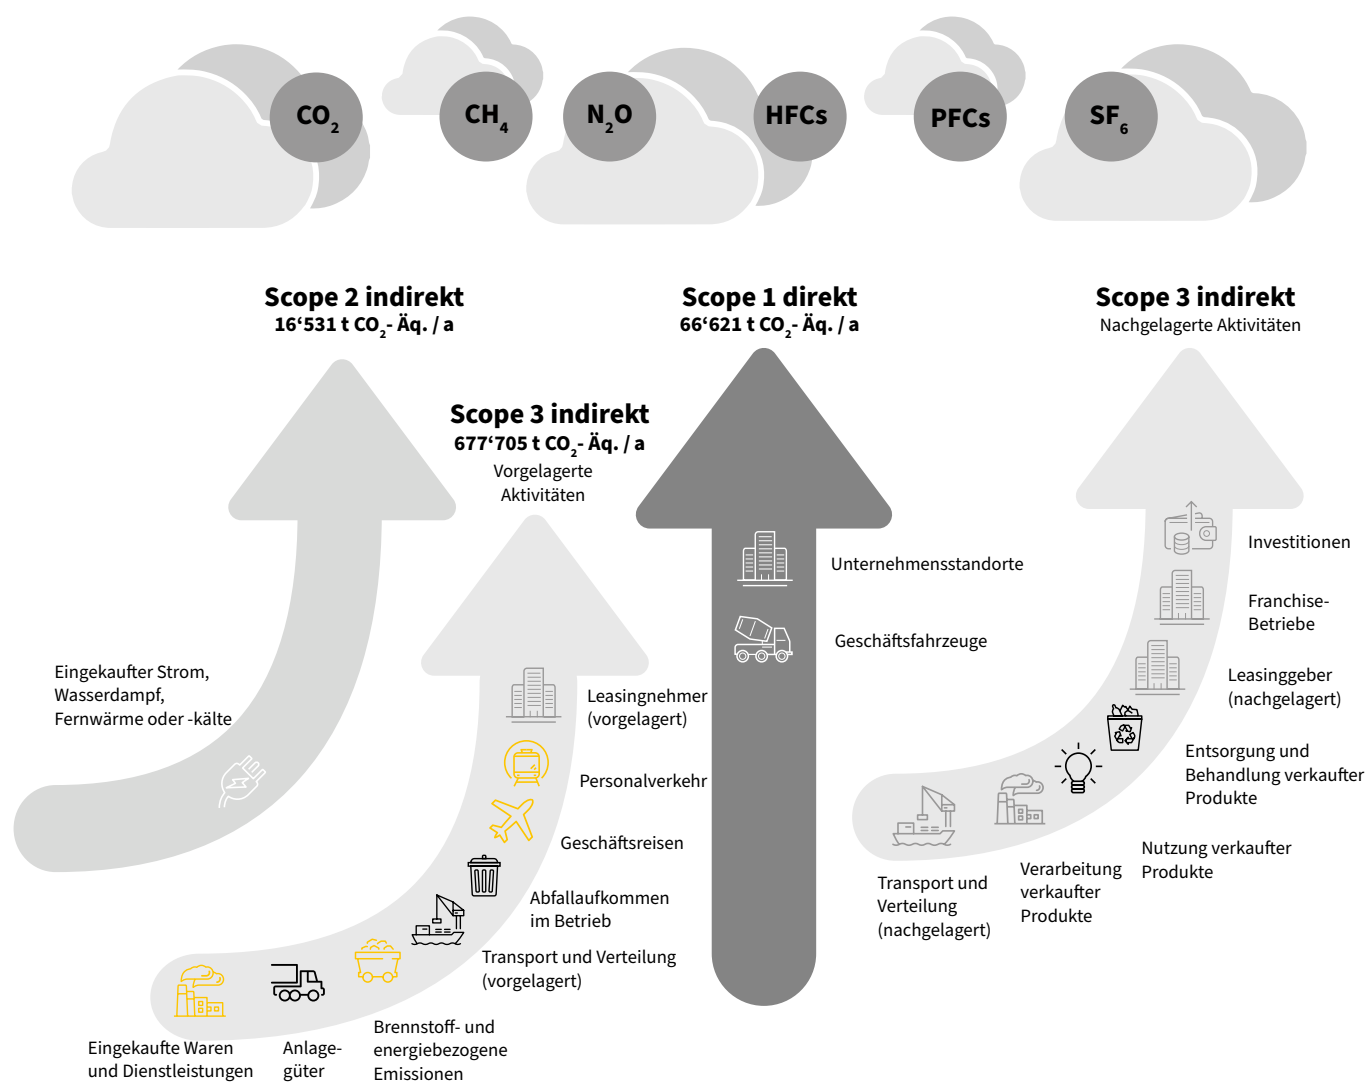 CO2
CH4
N2O
HFCs
PFCs
SF6
Scope 2 indirekt
16‘531 t CO2- Äq. / a
Eingekaufter Strom,
Wasserdampf,
Fernwärme oder -kälte
Scope 3 indirekt
677‘705 t CO2- Äq. / a
Vorgelagerte
Aktivitäten
Leasingnehmer
(vorgelagert)
Personalverkehr
Geschäftsreisen
Abfallaufkommen
im Betrieb
Transport und Verteilung
(vorgelagert)
Brennstoff- und
energiebezogene
Emissionen
Anlage-
güter
Eingekaufte Waren
und Dienstleistungen
Scope 1 direkt
66‘621 t CO2- Äq. / a
Unternehmensstandorte
Geschäftsfahrzeuge
Scope 3 indirekt
Nachgelagerte Aktivitäten
Investitionen
Franchise-
Betriebe
Leasinggeber
(nachgelagert)
Entsorgung und
Behandlung verkaufter
Produkte
Nutzung verkaufter
Produkte
Verarbeitung
verkaufter
Produkte
Transport und
Verteilung
(nachgelagert)